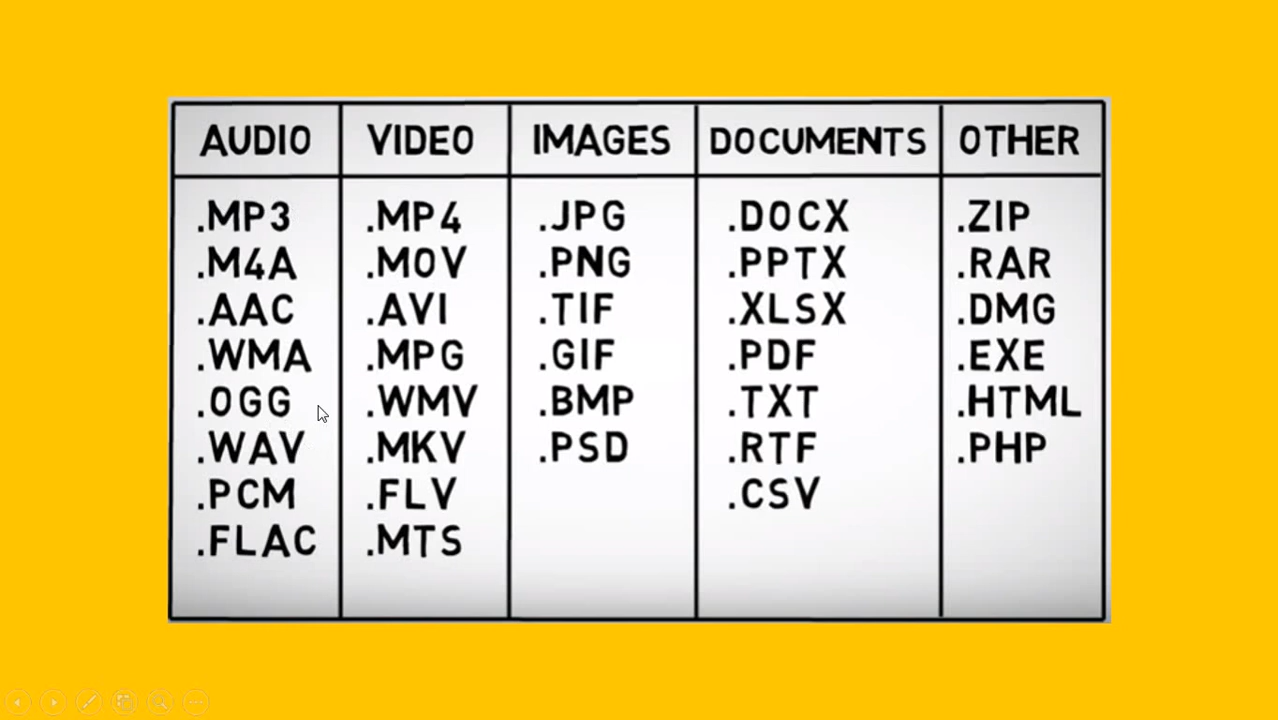 AUDIO VIDEO IMAGES DOCUMENTS OTHER
.MP3 .MP4 .JPG .DOCX .ZIP
.M4A .MOV .PNG .PPTX .RAR
.AAC .AVI .TIF .XLSX .DMG
.WMA .MPG .GIF .PDF .EXE
.OGG .WMV .BMP .TXT .HTML
.WAV .MKV .PSD .RTF .PHP
.PCM .FLV .CSV
.FLAC .MTS